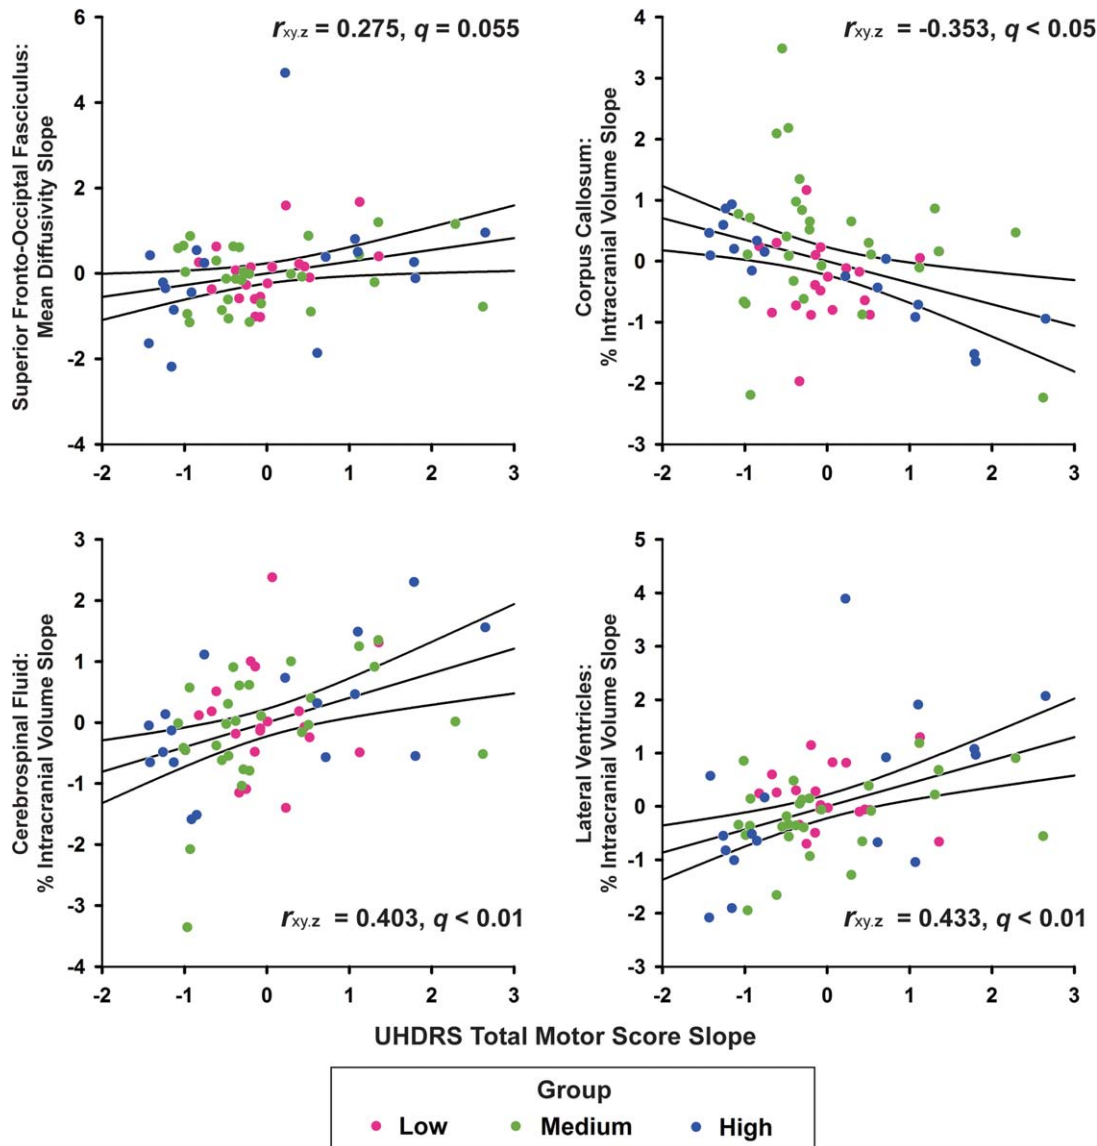 Superior Fronto-Occiptal Fasciculus:
Mean Diffusivity Slope
6
4
2
0
-2
-4
-2 -1 0 1 2 3
rxy.z = 0.275, q = 0.055
Corpus Callosum:
% Intracranial Volume Slope
4
3
2
1
0
-1
-2
-3
-2 -1 0 1 2 3
rxy.z = -0.353, q < 0.05
Cerebrospinal Fluid:
% Intracranial Volume Slope
3
2
1
0
-1
-2
-3
-4
-2 -1 0 1 2 3
rxy.z = 0.403, q < 0.01
Lateral Ventricles:
% Intracranial Volume Slope
5
4
3
2
1
0
-1
-2
-3
-2 -1 0 1 2 3
rxy.z = 0.433, q < 0.01
UHDRS Total Motor Score Slope
Group
Low Medium High